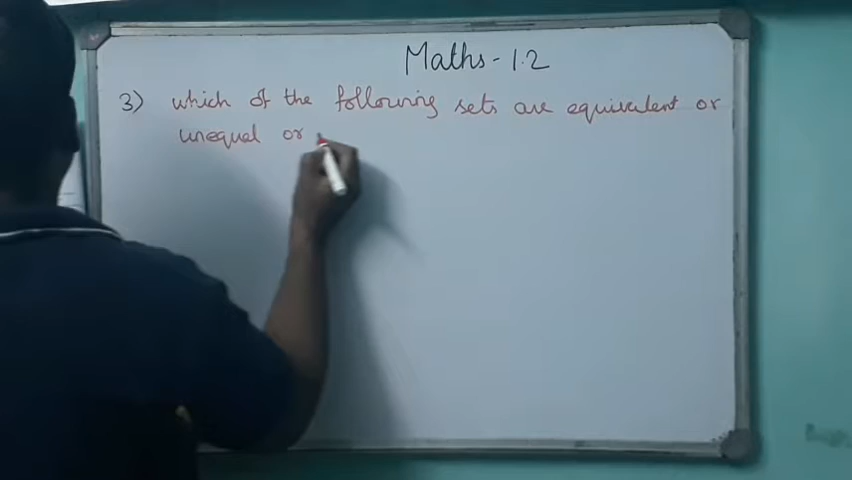 Maths - 1.2
3) which of the following sets are equivalent or
unequal or